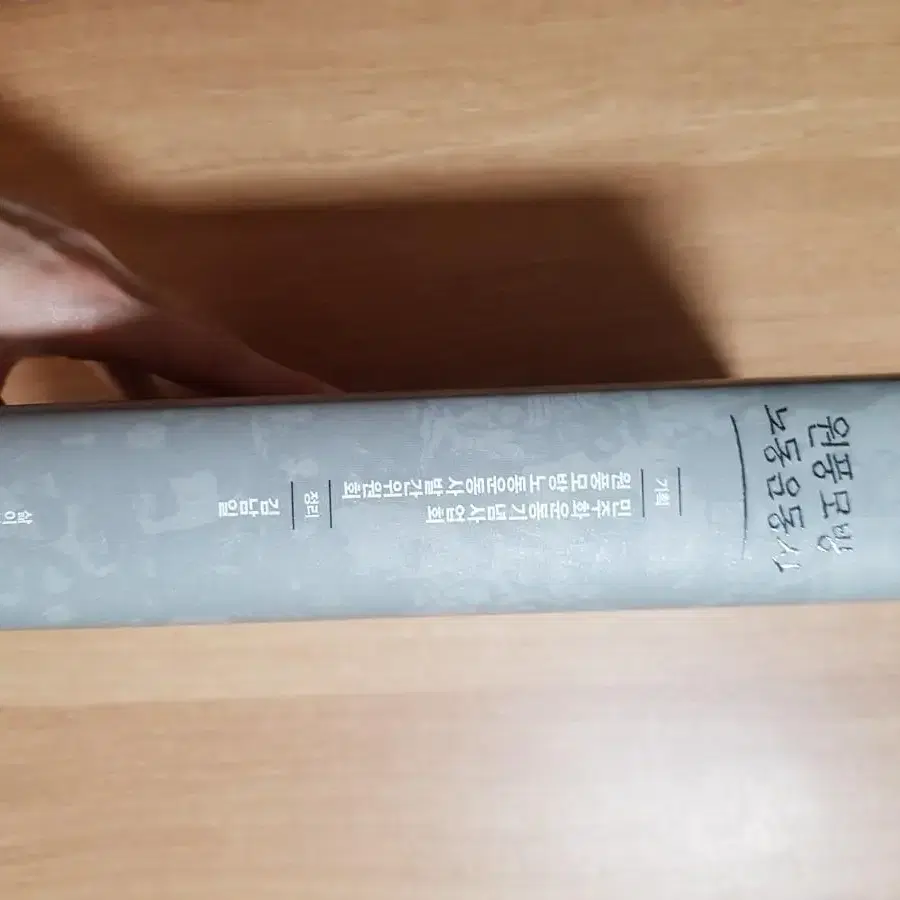 원풍모방
노동운동사
기획
민주화운동기념사업회
원풍모방 노동운동사 발간위원회
정리
김남일
삶이